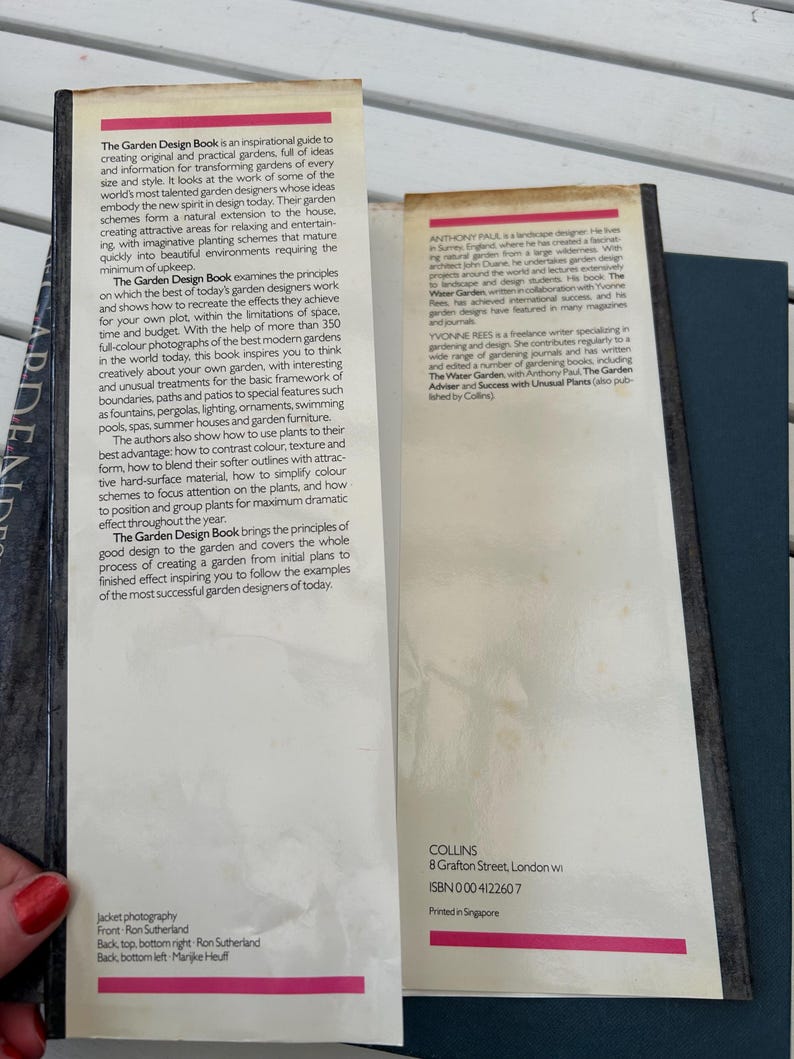 The Garden Design Book is an inspirational guide to
creating original and practical gardens, full of ideas
and information for transforming gardens of every
size and style. It looks at the work of some of the
world's most talented garden designers whose ideas
embody the new spirit in design today. Their garden
schemes form a natural extension to the house,
creating attractive areas for relaxing and entertain-
ing, with imaginative planting schemes that mature
quickly into beautiful environments requiring the
minimum of upkeep.
The Garden Design Book examines the principles
on which the best of today's garden designers work
and shows how to recreate the effects they achieve
for your own plot, within the limitations of space,
time and budget. With the help of more than 350
full-colour photographs of the best modern gardens
in the world today, this book inspires you to think
creatively about your own garden, with interesting
and unusual treatments for the basic framework of
boundaries, paths and patios to special features such
as fountains, pergolas, lighting, ornaments, swimming
pools, spas, summer houses and garden furniture.
The authors also show how to use plants to their
best advantage: how to contrast colour, texture and
form, how to blend their softer outlines with attrac-
tive hard-surface material, how to simplify colour
schemes to focus attention on the plants, and how
to position and group plants for maximum dramatic
effect throughout the year.
The Garden Design Book brings the principles of
good design to the garden and covers the whole
process of creating a garden from initial plans to
finished effect inspiring you to follow the examples
of the most successful garden designers of today.
Jacket photography
Front · Ron Sutherland
Back, top, bottom right · Ron Sutherland
Back, bottom left · Marijke Heuff
ANTHONY PAUL is a landscape designer. He lives
in Surrey, England, where he has created a fascinat-
ing natural garden from a large wilderness. With
architect John Duane, he undertakes garden design
projects around the world and lectures extensively
to landscape and design students. His book The
Water Garden, written in collaboration with Yvonne
Rees, has achieved international success, and his
garden designs have featured in many magazines
and journals.
YVONNE REES is a freelance writer specializing in
gardening and design. She contributes regularly to a
wide range of gardening journals and has written
and edited a number of gardening books, including
The Water Garden, with Anthony Paul, The Garden
Adviser and Success with Unusual Plants (also pub-
lished by Collins).
COLLINS
8 Grafton Street, London W1
ISBN 0 00 412260 7
Printed in Singapore